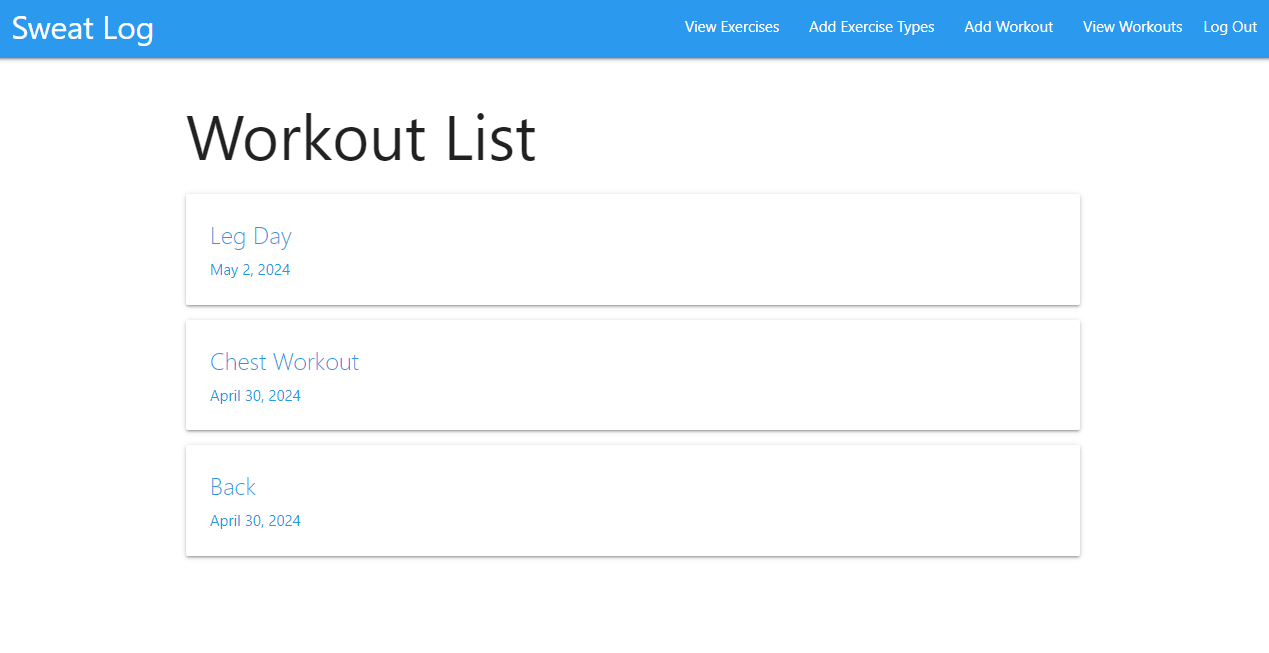 Sweat Log View Exercises Add Exercise Types Add Workout View Workouts Log Out
Workout List
Leg Day
May 2, 2024
Chest Workout
April 30, 2024
Back
April 30, 2024